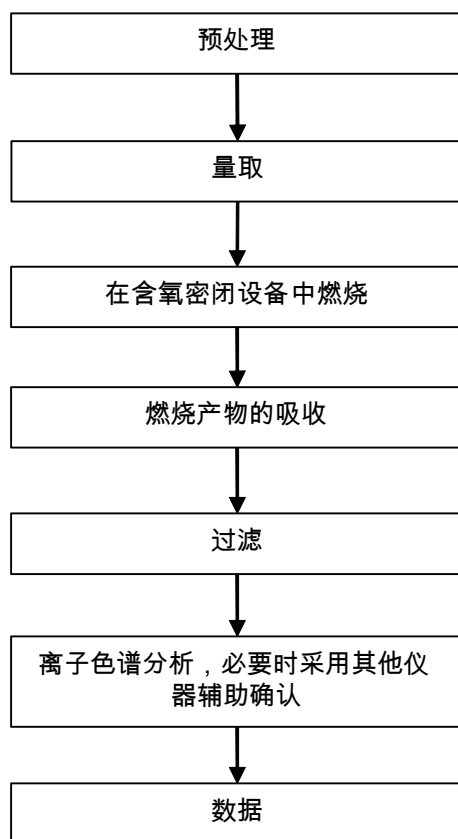 预处理
量取
在含氧密闭设备中燃烧
燃烧产物的吸收
过滤
离子色谱分析，必要时采用其他仪
器辅助确认
数据